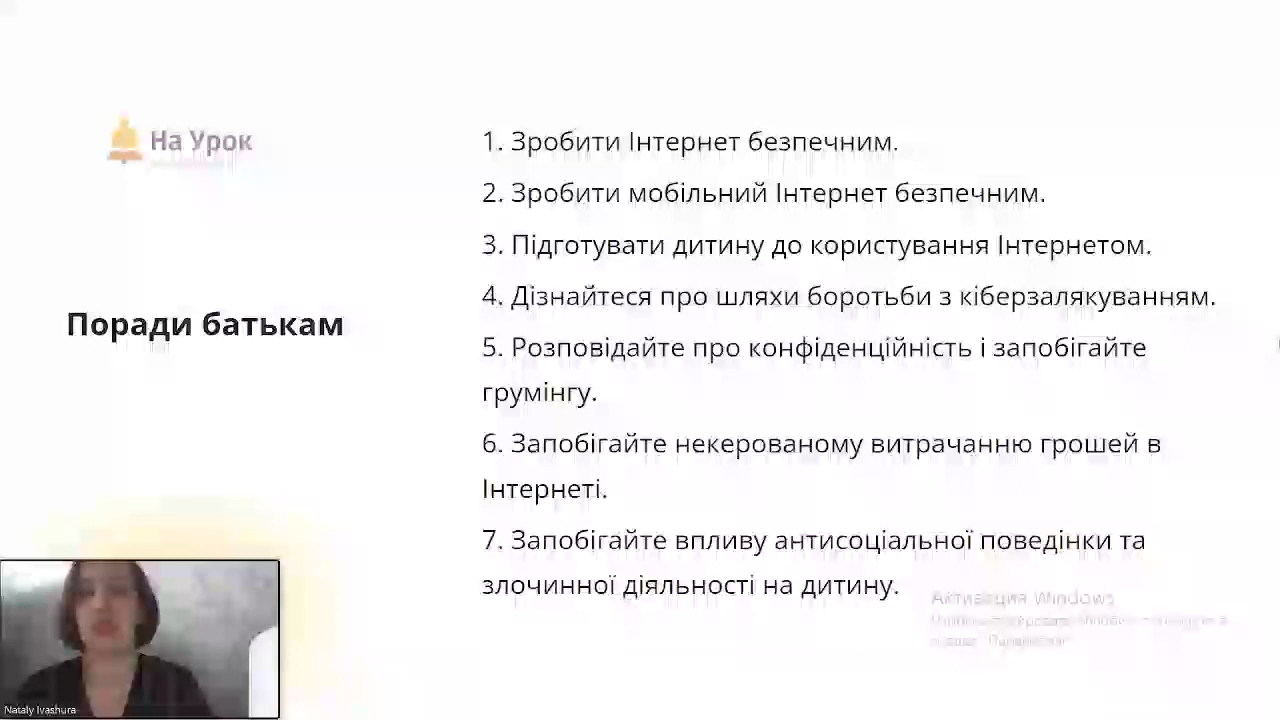 На Урок
Поради батькам
1. Зробити Інтернет безпечним.
2. Зробити мобільний Інтернет безпечним.
3. Підготувати дитину до користування Інтернетом.
4. Дізнайтеся про шляхи боротьби з кіберзалякуванням.
5. Розповідайте про конфіденційність і запобігайте
грумінгу.
6. Запобігайте некерованому витрачанню грошей в
Інтернеті.
7. Запобігайте впливу антисоціальної поведінки та
злочинної діяльності на дитину.
Активация Windows
Nataly Ivashura